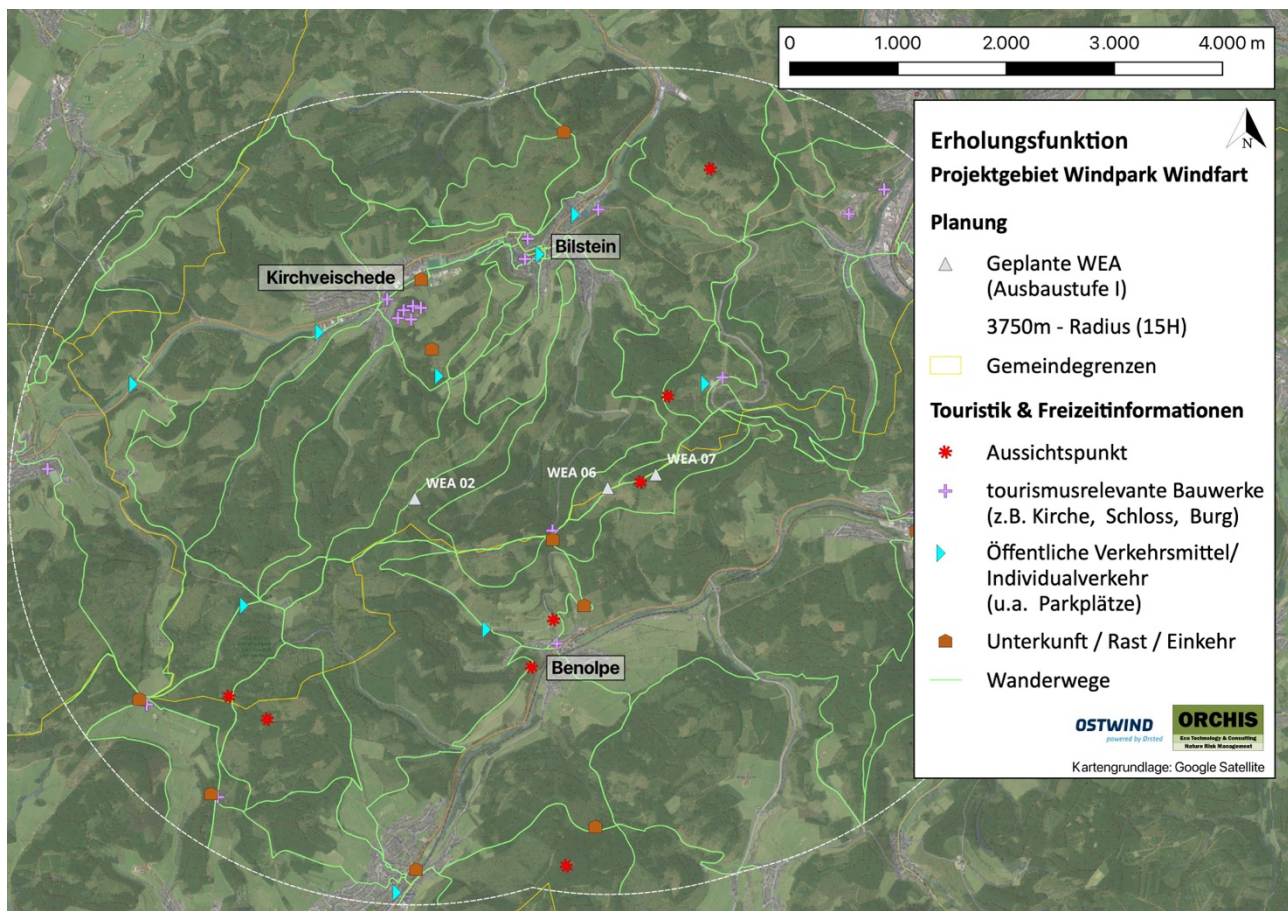 0 1.000 2.000 3.000 4.000 m
Erholungsfunktion
N
Projektgebiet Windpark Windfart
Planung
Geplante WEA
(Ausbaustufe I)
3750m - Radius (15H)
Gemeindegrenzen
Touristik & Freizeitinformationen
Aussichtspunkt
tourismusrelevante Bauwerke
(z.B. Kirche, Schloss, Burg)
Öffentliche Verkehrsmittel/
Individualverkehr
(u.a. Parkplätze)
Unterkunft / Rast / Einkehr
Wanderwege
OSTWIND
powered by Ørsted
ORCHIS
Eco Technology & Consulting
Nature Risk Management
Kartengrundlage: Google Satellite
Bilstein
Kirchveischede
WEA 07
WEA 06
WEA 02
Benolpe